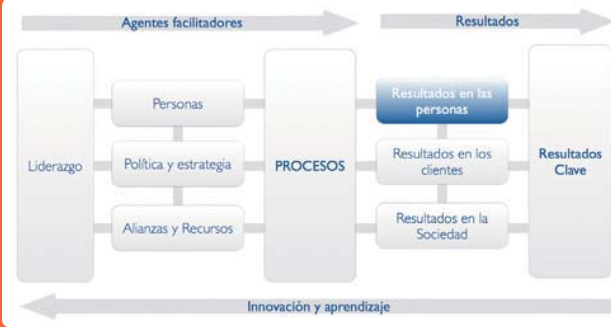 Agentes facilitadores
Resultados
Liderazgo
Personas
Política y estrategia
Alianzas y Recursos
PROCESOS
Resultados en las
personas
Resultados en los
clientes
Resultados en la
Sociedad
Resultados
Clave
Innovación y aprendizaje